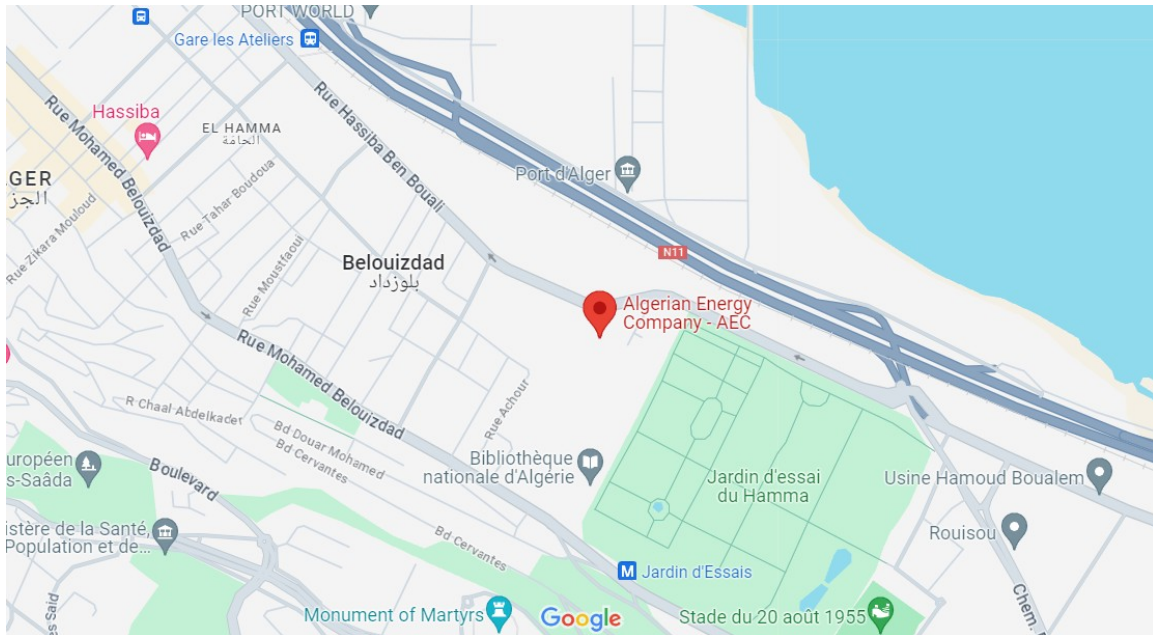 PORT WORLD
Gare les Ateliers
Hassiba
Rue Mohamed Belouizdad
EL HAMMA
الحامة
Rue Hassiba Ben Bouali
LGER
الجز
Rue Zikara Mouloud
Rue Tahar Boudoua
Rue Moustfaoui
Port d'Alger
N11
Belouizdad
بلوزداد
Algerian Energy
Company - AEC
Rue Mohamed Belouizdad
R Chaal Abdelkader
Bd Douar Mohamed
Bd Cervantes
Rue Achour
Boulevard
uropéen
s-Saâda
Bibliothèque
nationale d'Algérie
Jardin d'essai
du Hamma
Usine Hamoud Boualem
Rouisou
istère de la Santé,
Population et de...
Bd Cervantes
M
Jardin d'Essais
Chem.
Said
Monument of Martyrs
Google
Stade du 20 août 1955